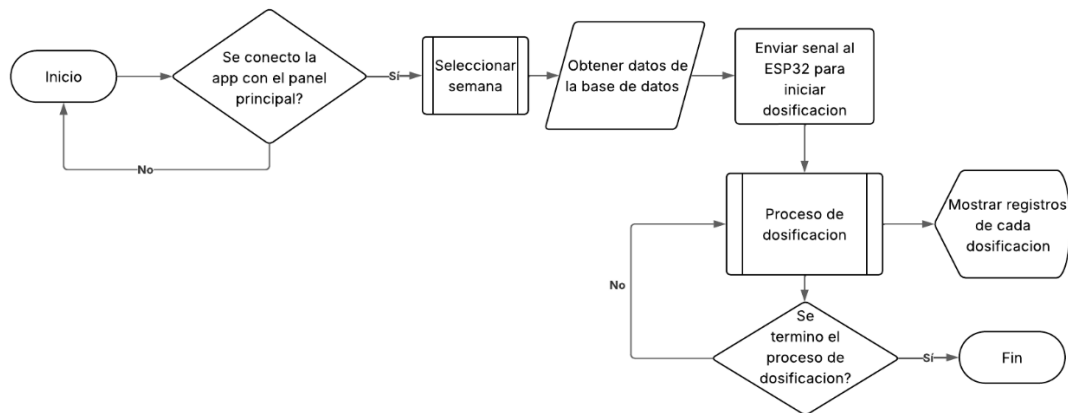 Inicio
Se conecto la
app con el panel
principal?
Sí
Seleccionar
semana
Obtener datos de
la base de datos
Enviar senal al
ESP32 para
iniciar
dosificacion
No
Proceso de
dosificacion
Mostrar registros
de cada
dosificacion
No
Se
termino el
proceso de
dosificacion?
Sí
Fin